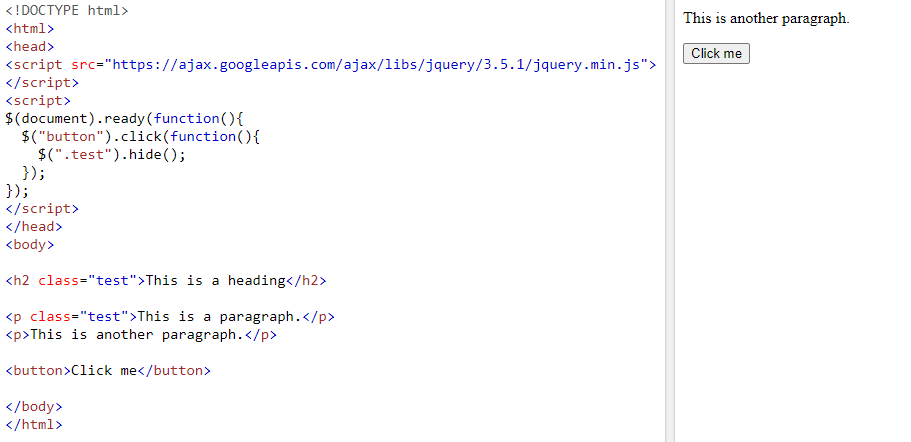 <!DOCTYPE html>
<html>
<head>
<script src="https://ajax.googleapis.com/ajax/libs/jquery/3.5.1/jquery.min.js">
</script>
<script>
$(document).ready(function(){
  $("button").click(function(){
    $(".test").hide();
  });
});
</script>
</head>
<body>

<h2 class="test">This is a heading</h2>

<p class="test">This is a paragraph.</p>
<p>This is another paragraph.</p>

<button>Click me</button>

</body>
</html>
This is another paragraph.
Click me